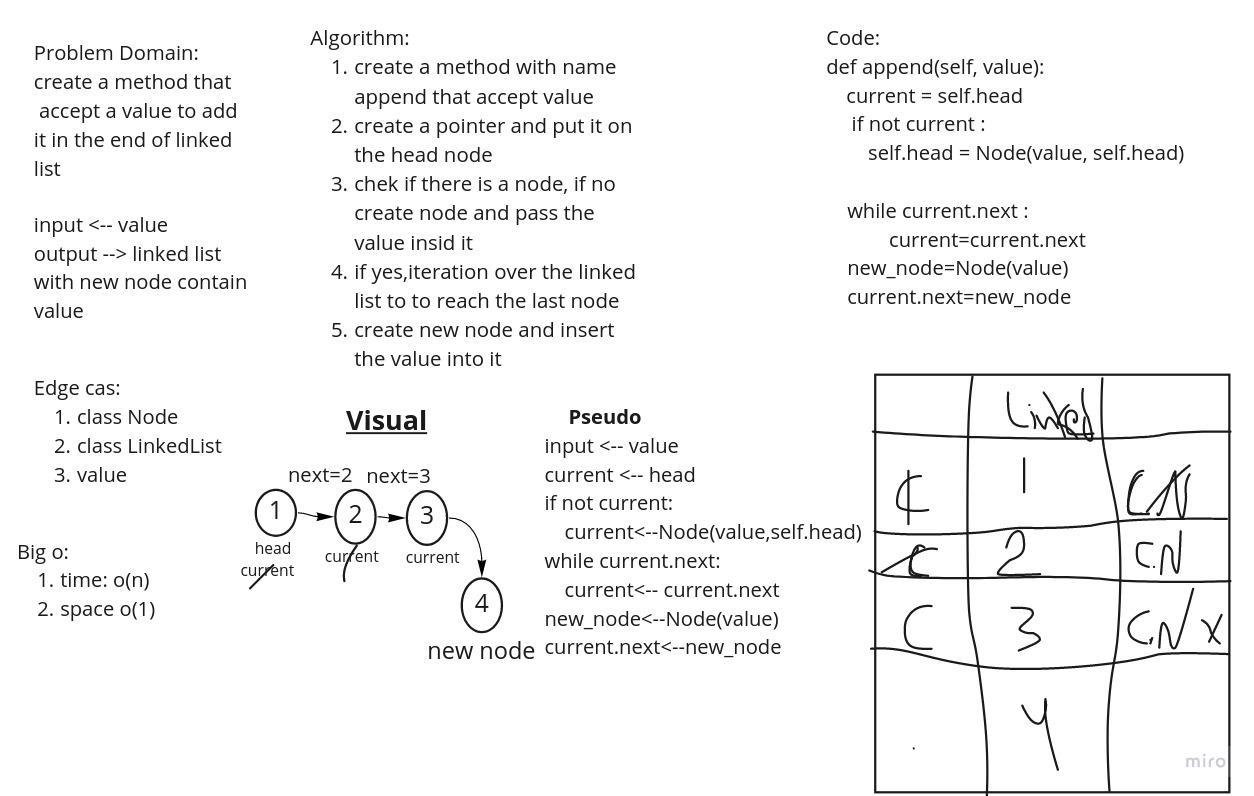 Problem Domain:
create a method that
accept a value to add
it in the end of linked
list
input <-- value
output --> linked list
with new node contain
value
Algorithm:
1. create a method with name
append that accept value
2. create a pointer and put it on
the head node
3. chek if there is a node, if no
create node and pass the
value insid it
4. if yes,iteration over the linked
list to to reach the last node
5. create new node and insert
the value into it
Code:
def append(self, value):
current = self.head
if not current :
self.head = Node(value, self.head)
while current.next :
current=current.next
new_node=Node(value)
current.next=new_node
Edge cas:
1. class Node
2. class LinkedList
3. value
Big o:
1. time: o(n)
2. space o(1)
Visual
next=2 next=3
1 2 3
head
current current current
4
new node
Pseudo
input <-- value
current <-- head
if not current:
current<--Node(value,self.head)
while current.next:
current<-- current.next
new_node<--Node(value)
current.next<--new_node
Linked
C 1 C.N
C 2 C.N
C 3 C.N x
4
miro